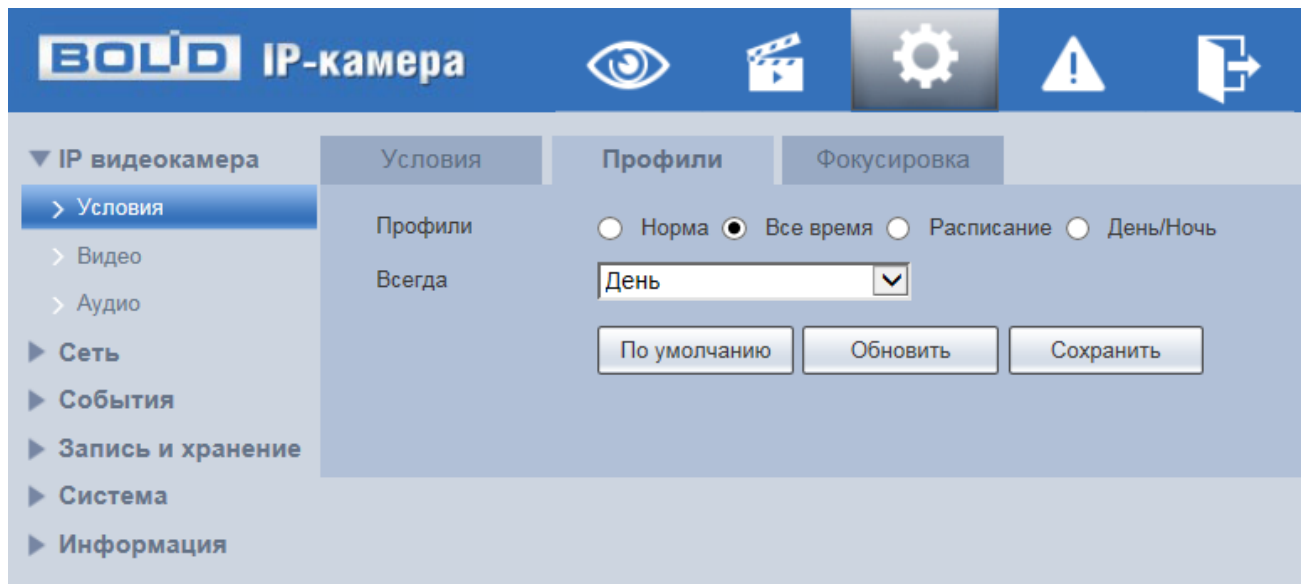 BOLID IP-камера
IP видеокамера
Условия
Видео
Аудио
Сеть
События
Запись и хранение
Система
Информация
Условия Профили Фокусировка
Профили Норма Все время Расписание День/Ночь
Всегда День
По умолчанию Обновить Сохранить